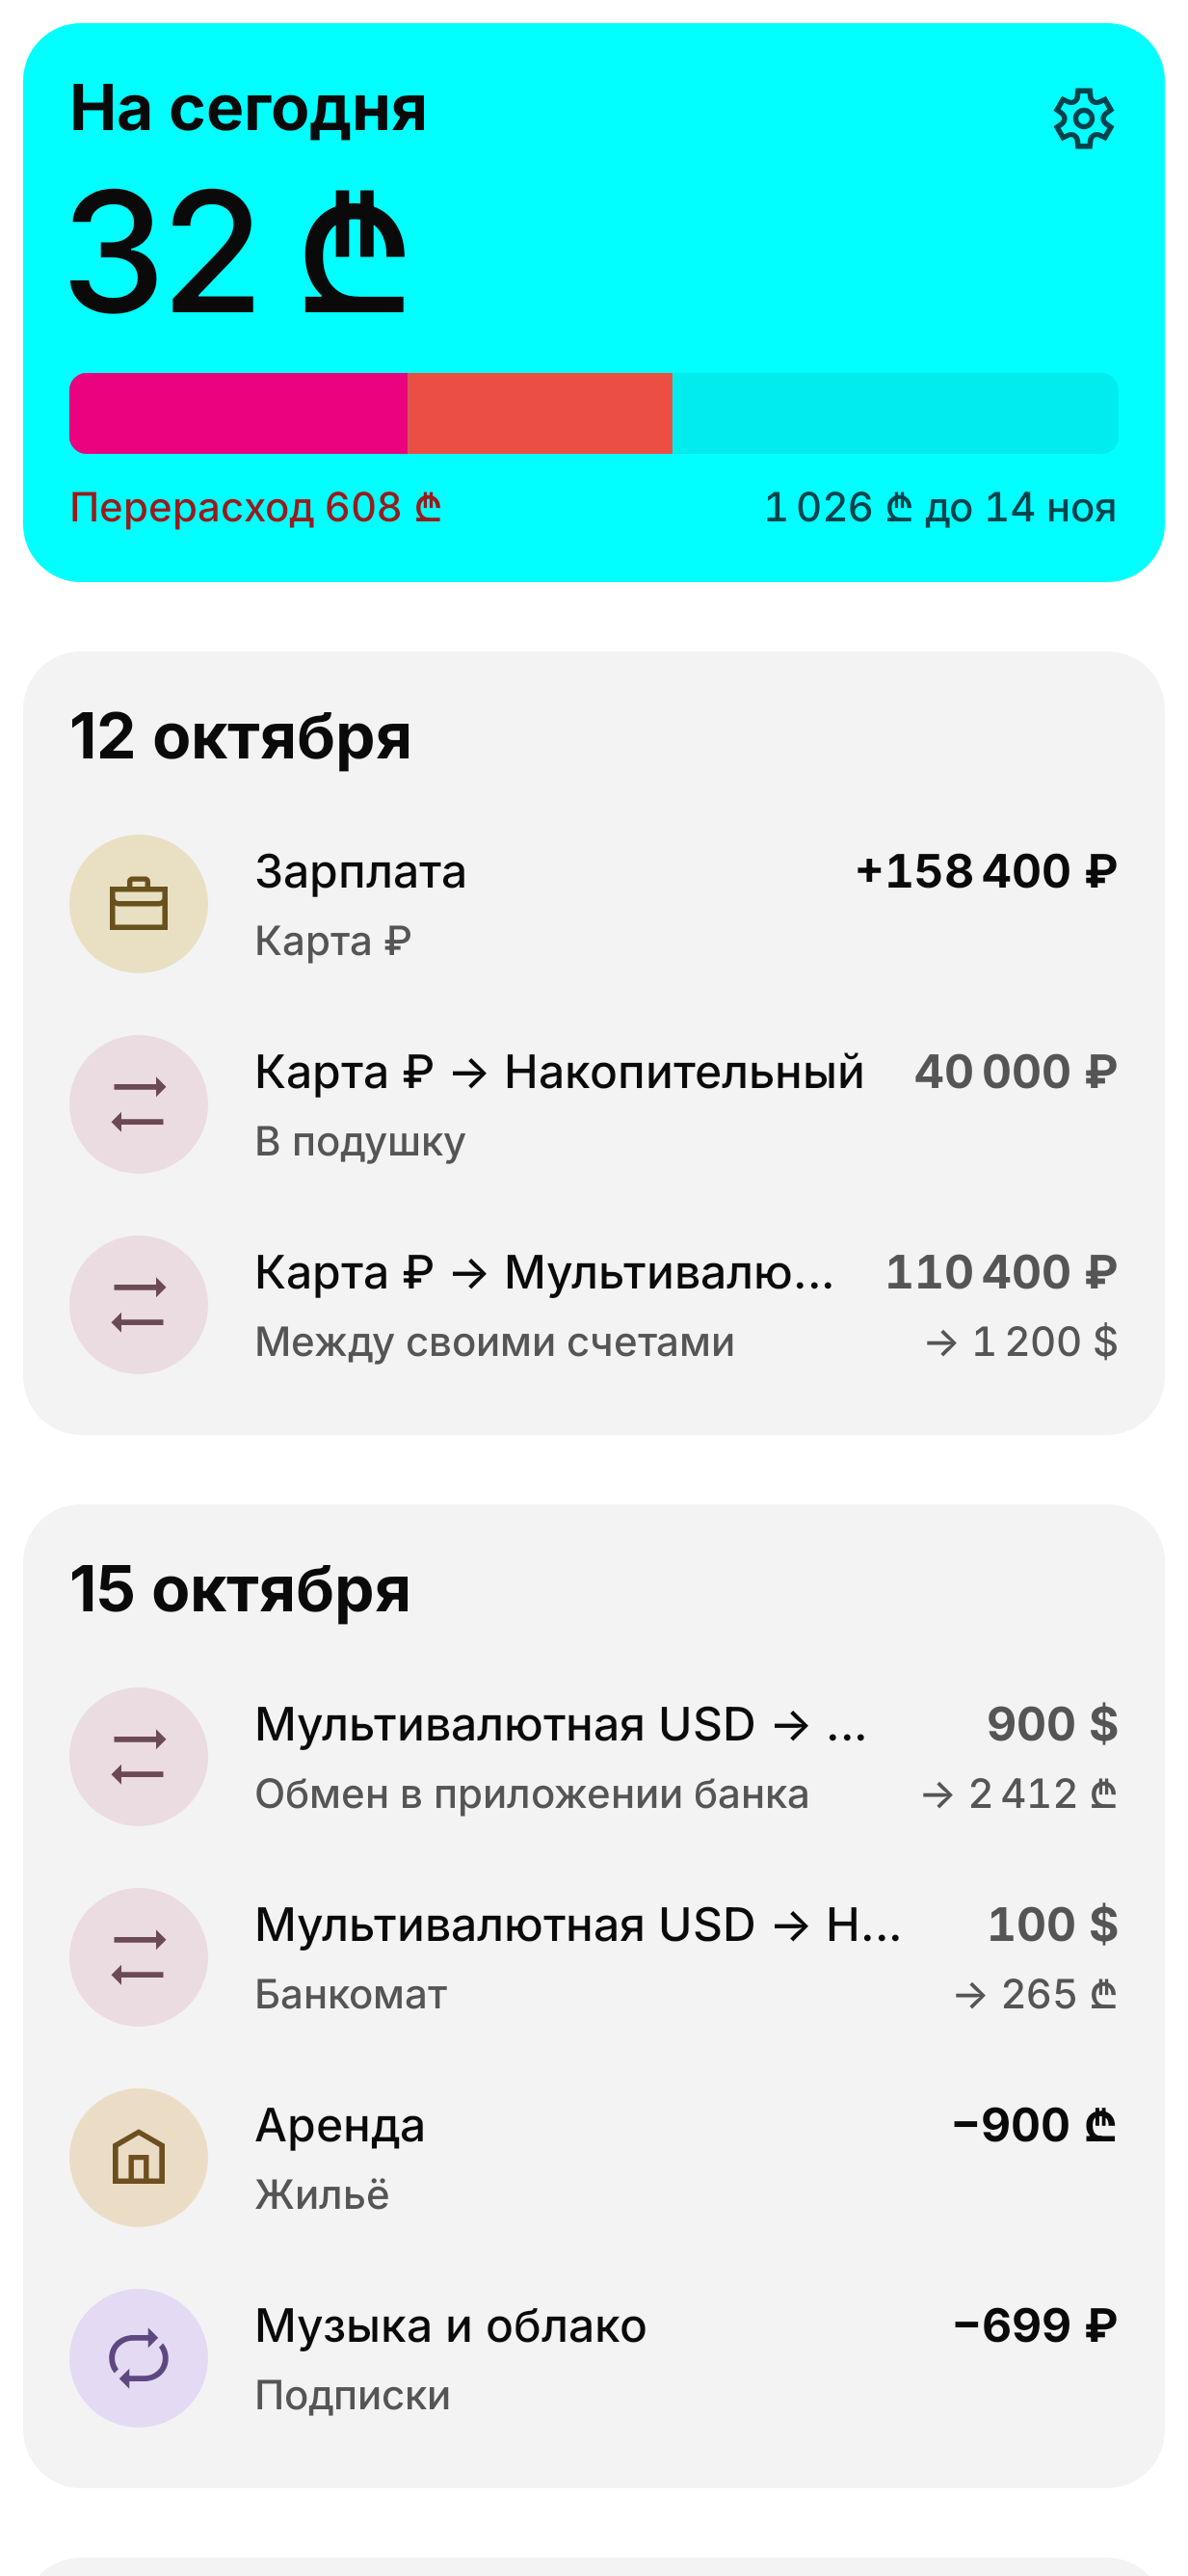 На сегодня
32 ₾
Перерасход 608 ₾
1 026 ₾ до 14 ноя
12 октября
Зарплата
+158 400 ₽
Карта ₽
Карта ₽ → Накопительный
40 000 ₽
В подушку
Карта ₽ → Мультивалю...
110 400 ₽
Между своими счетами
→ 1 200 $
15 октября
Мультивалютная USD → ...
900 $
Обмен в приложении банка
→ 2 412 ₾
Мультивалютная USD → Н...
100 $
Банкомат
→ 265 ₾
Аренда
−900 ₾
Жильё
Музыка и облако
−699 ₽
Подписки